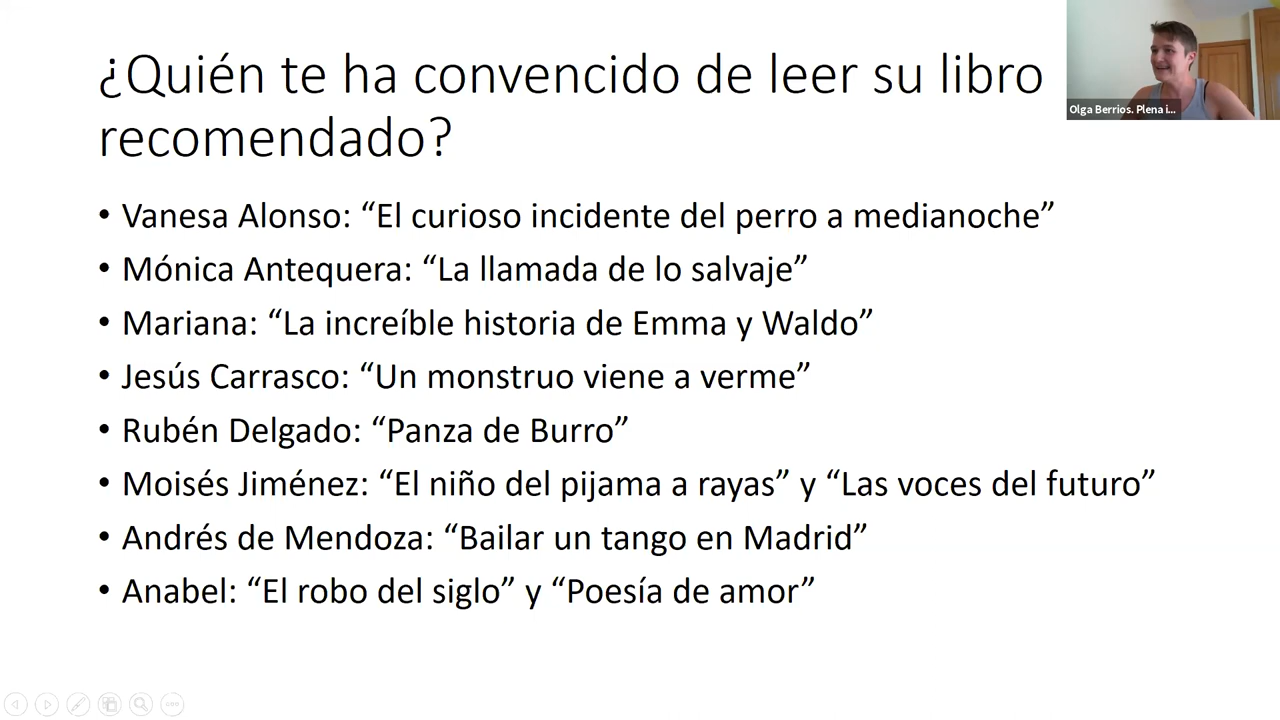 ¿Quién te ha convencido de leer su libro
recomendado?
Olga Berrios. Plena i...
• Vanesa Alonso: “El curioso incidente del perro a medianoche”
• Mónica Antequera: “La llamada de lo salvaje”
• Mariana: “La increíble historia de Emma y Waldo”
• Jesús Carrasco: “Un monstruo viene a verme”
• Rubén Delgado: “Panza de Burro”
• Moisés Jiménez: “El niño del pijama a rayas” y “Las voces del futuro”
• Andrés de Mendoza: “Bailar un tango en Madrid”
• Anabel: “El robo del siglo” y “Poesía de amor”